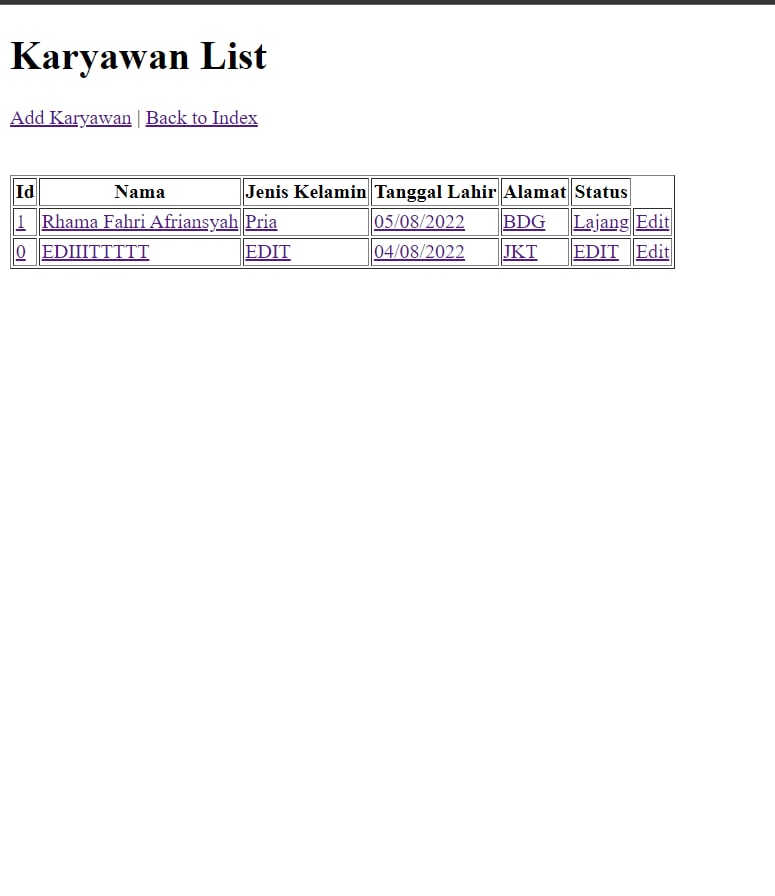 Karyawan List
Add Karyawan | Back to Index
Id Nama Jenis Kelamin Tanggal Lahir Alamat Status
1 Rhama Fahri Afriansyah Pria 05/08/2022 BDG Lajang Edit
0 EDIIITTTTT EDIT 04/08/2022 JKT EDIT Edit